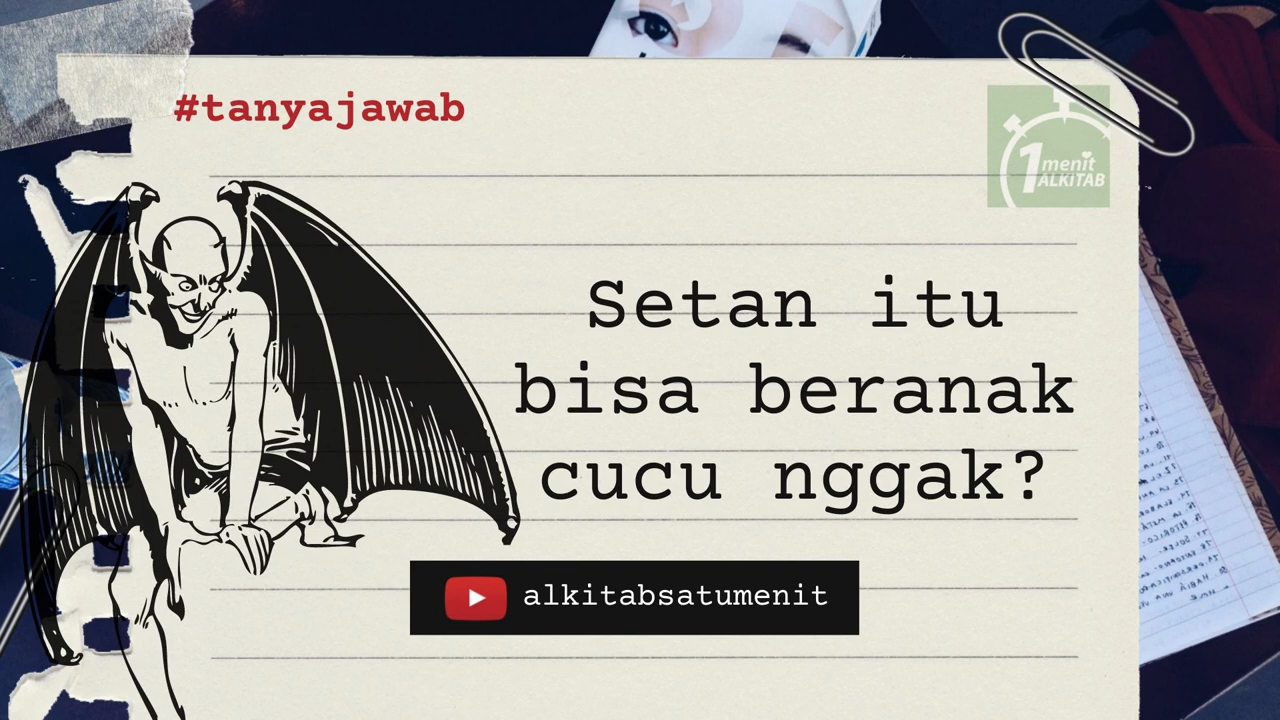 #tanyajawab
1 menit
ALKITAB
Setan itu
bisa beranak
cucu nggak?
alkitabsatumenit